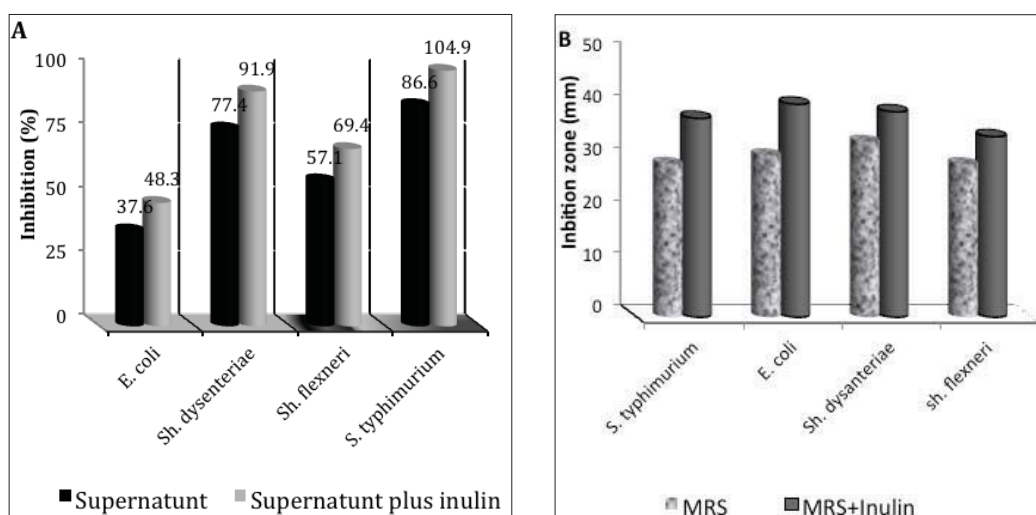 A
Inhibition (%)
100
75
50
25
0
37.6
48.3
77.4
91.9
57.1
69.4
86.6
104.9
E. coli
Sh. dysenteriae
Sh. flexneri
S. typhimurium
Supernatunt
Supernatunt plus inulin
B
Inbition zone (mm)
50
40
30
20
10
0
S. typhimurium
E. coli
Sh. dysanteriae
sh. flexneri
MRS
MRS+Inulin